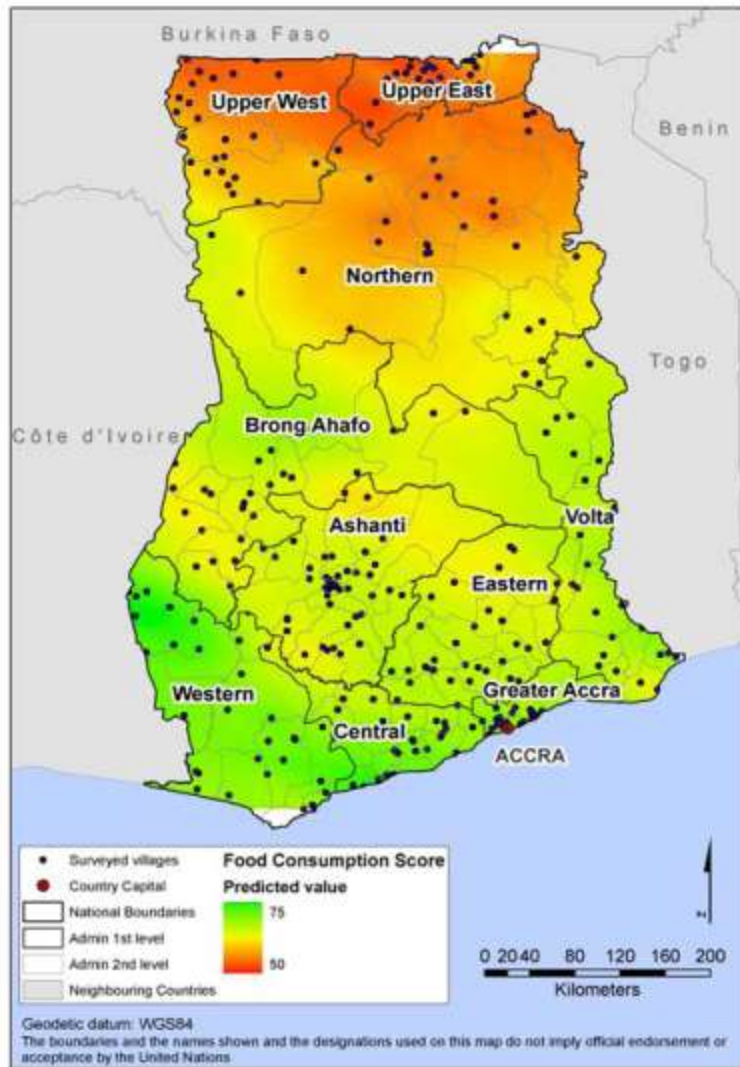 Burkina Faso
Upper West
Upper East
Benin
Northern
Togo
Brong Ahafo
Côte d'Ivoire
Ashanti
Volta
Eastern
Western
Greater Accra
Central
ACCRA
Surveyed villages
Country Capital
National Boundaries
Admin 1st level
Admin 2nd level
Neighbouring Countries
Food Consumption Score
Predicted value
75
50
N
0 20 40 80 120 160 200
Kilometers
Geodetic datum: WGS84
The boundaries and the names shown and the designations used on this map do not imply official endorsement or
acceptance by the United Nations